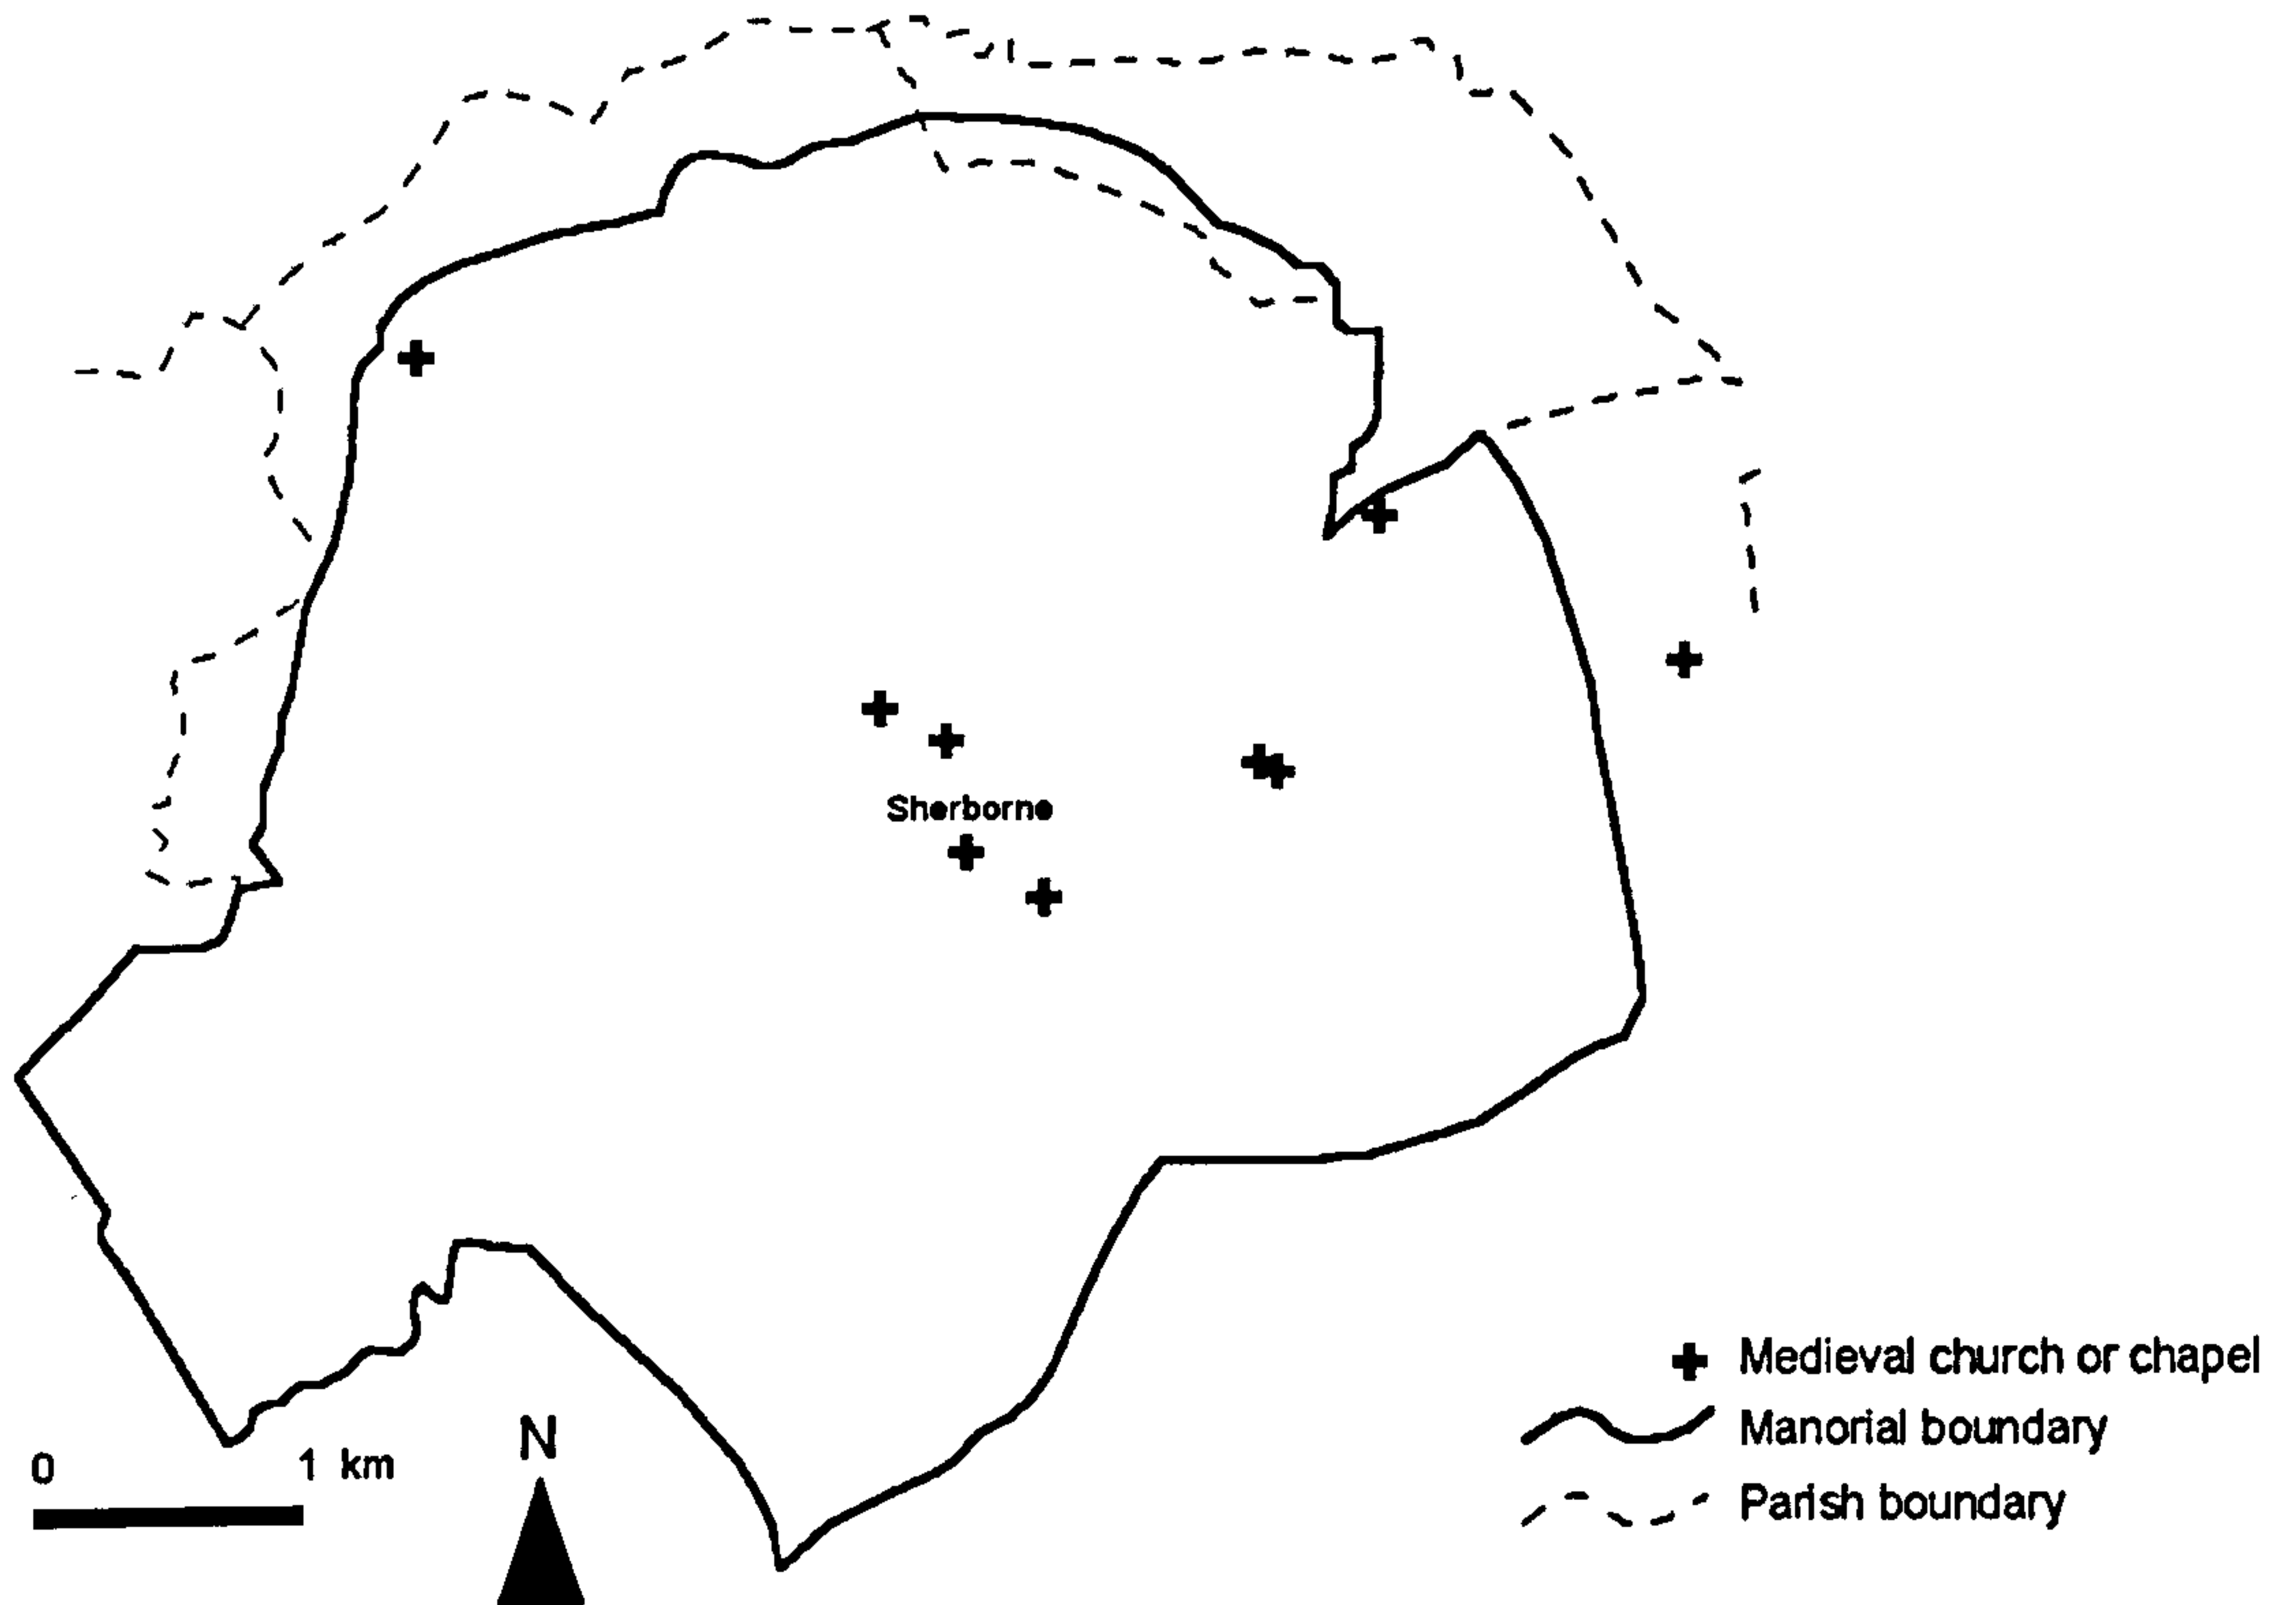 Sherborne
Medieval church or chapel
Manorial boundary
Parish boundary
N
0 1 km